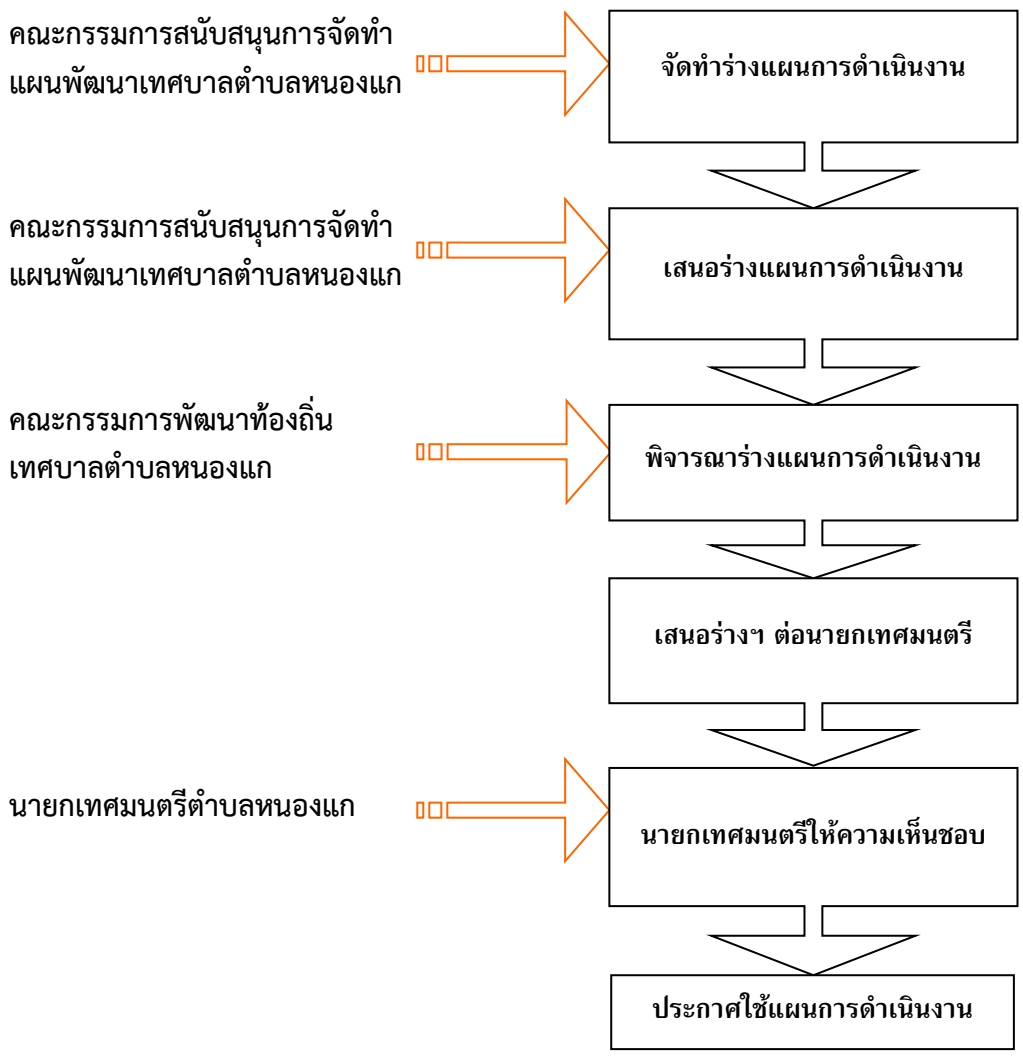 คณะกรรมการสนับสนุนการจัดทำ
แผนพัฒนาเทศบาลตำบลหนองแก
จัดทำร่างแผนการดำเนินงาน
คณะกรรมการสนับสนุนการจัดทำ
แผนพัฒนาเทศบาลตำบลหนองแก
เสนอร่างแผนการดำเนินงาน
คณะกรรมการพัฒนาท้องถิ่น
เทศบาลตำบลหนองแก
พิจารณาร่างแผนการดำเนินงาน
เสนอร่างฯ ต่อนายกเทศมนตรี
นายกเทศมนตรีตำบลหนองแก
นายกเทศมนตรีให้ความเห็นชอบ
ประกาศใช้แผนการดำเนินงาน